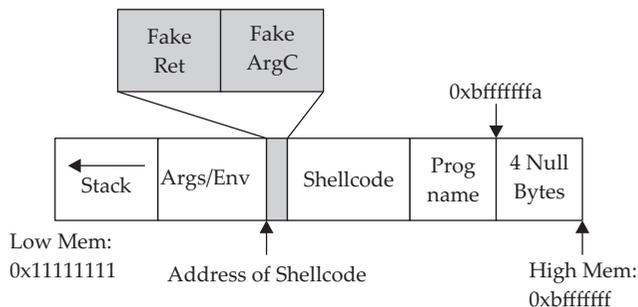 Fake
Ret
Fake
ArgC
0xbffffffa
Stack
Args/Env
Shellcode
Prog
name
4 Null
Bytes
Low Mem:
0x11111111
Address of Shellcode
High Mem:
0xbfffffff